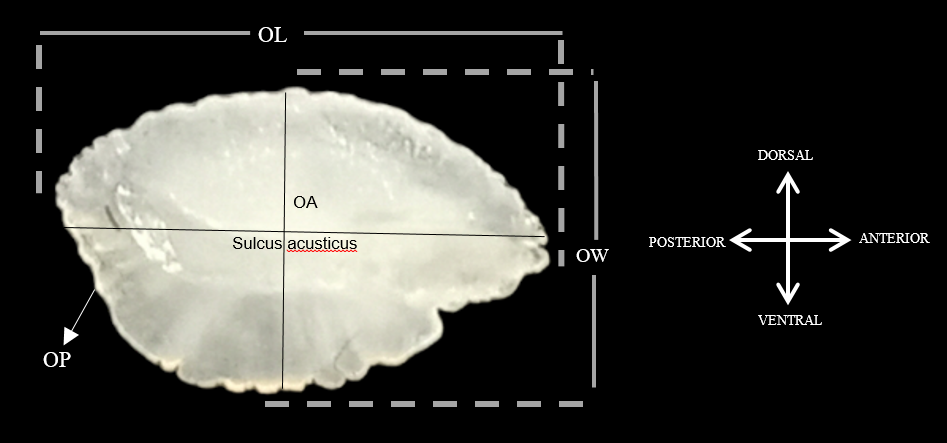 OL
OA
Sulcus acusticus
OW
OP
DORSAL
POSTERIOR
ANTERIOR
VENTRAL